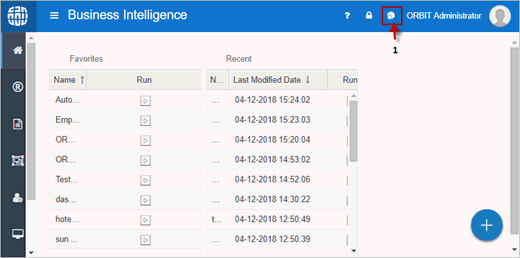 Business Intelligence
? ORBIT Administrator
1
Favorites Recent
Name ↑ Run N... Last Modified Date ↓ Run
Auto... ... 04-12-2018 15:24:02
Emp... ... 04-12-2018 15:23:03
OR... ... 04-12-2018 15:20:04
OR... ... 04-12-2018 14:53:02
Test... ... 04-12-2018 14:52:06
das... ... 04-12-2018 14:30:22
hote... t... 04-12-2018 12:50:49
sun ... ... 04-12-2018 12:50:39